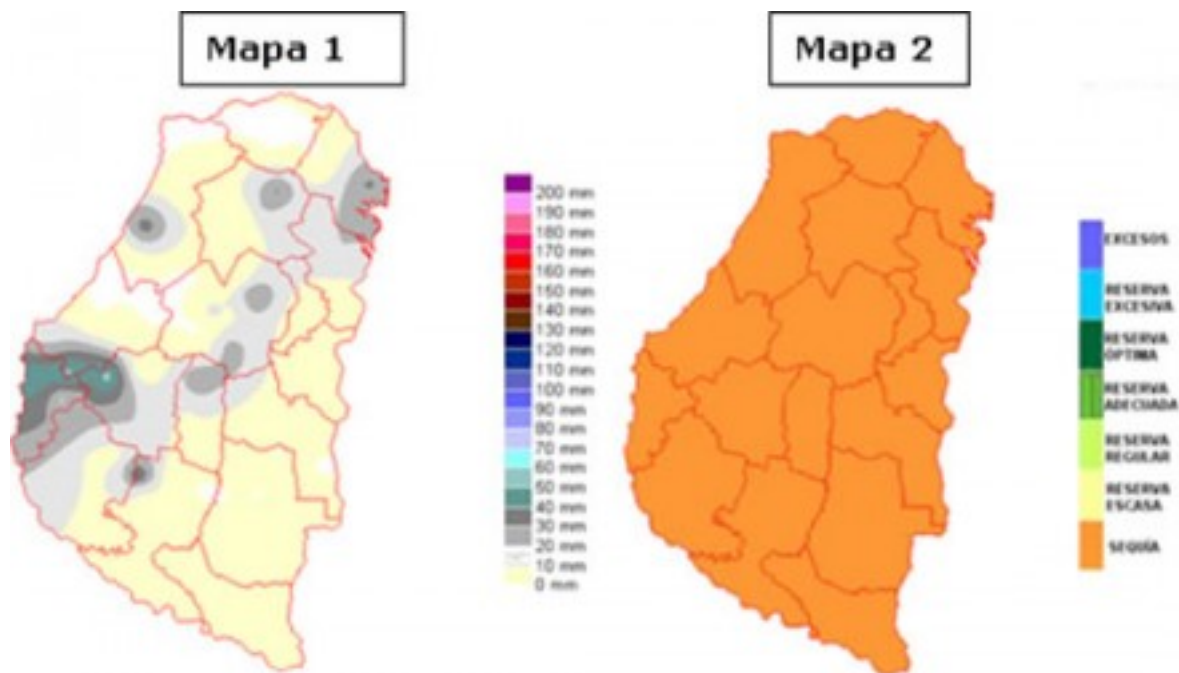 Mapa 1
Mapa 2
200 mm
190 mm
180 mm
170 mm
160 mm
150 mm
140 mm
130 mm
120 mm
110 mm
100 mm
90 mm
80 mm
70 mm
60 mm
50 mm
40 mm
30 mm
20 mm
10 mm
0 mm
EXCESOS
RESERVA
EXCESIVA
RESERVA
OPTIMA
RESERVA
ADECUADA
RESERVA
REGULAR
RESERVA
ESCASA
SEQUÍA